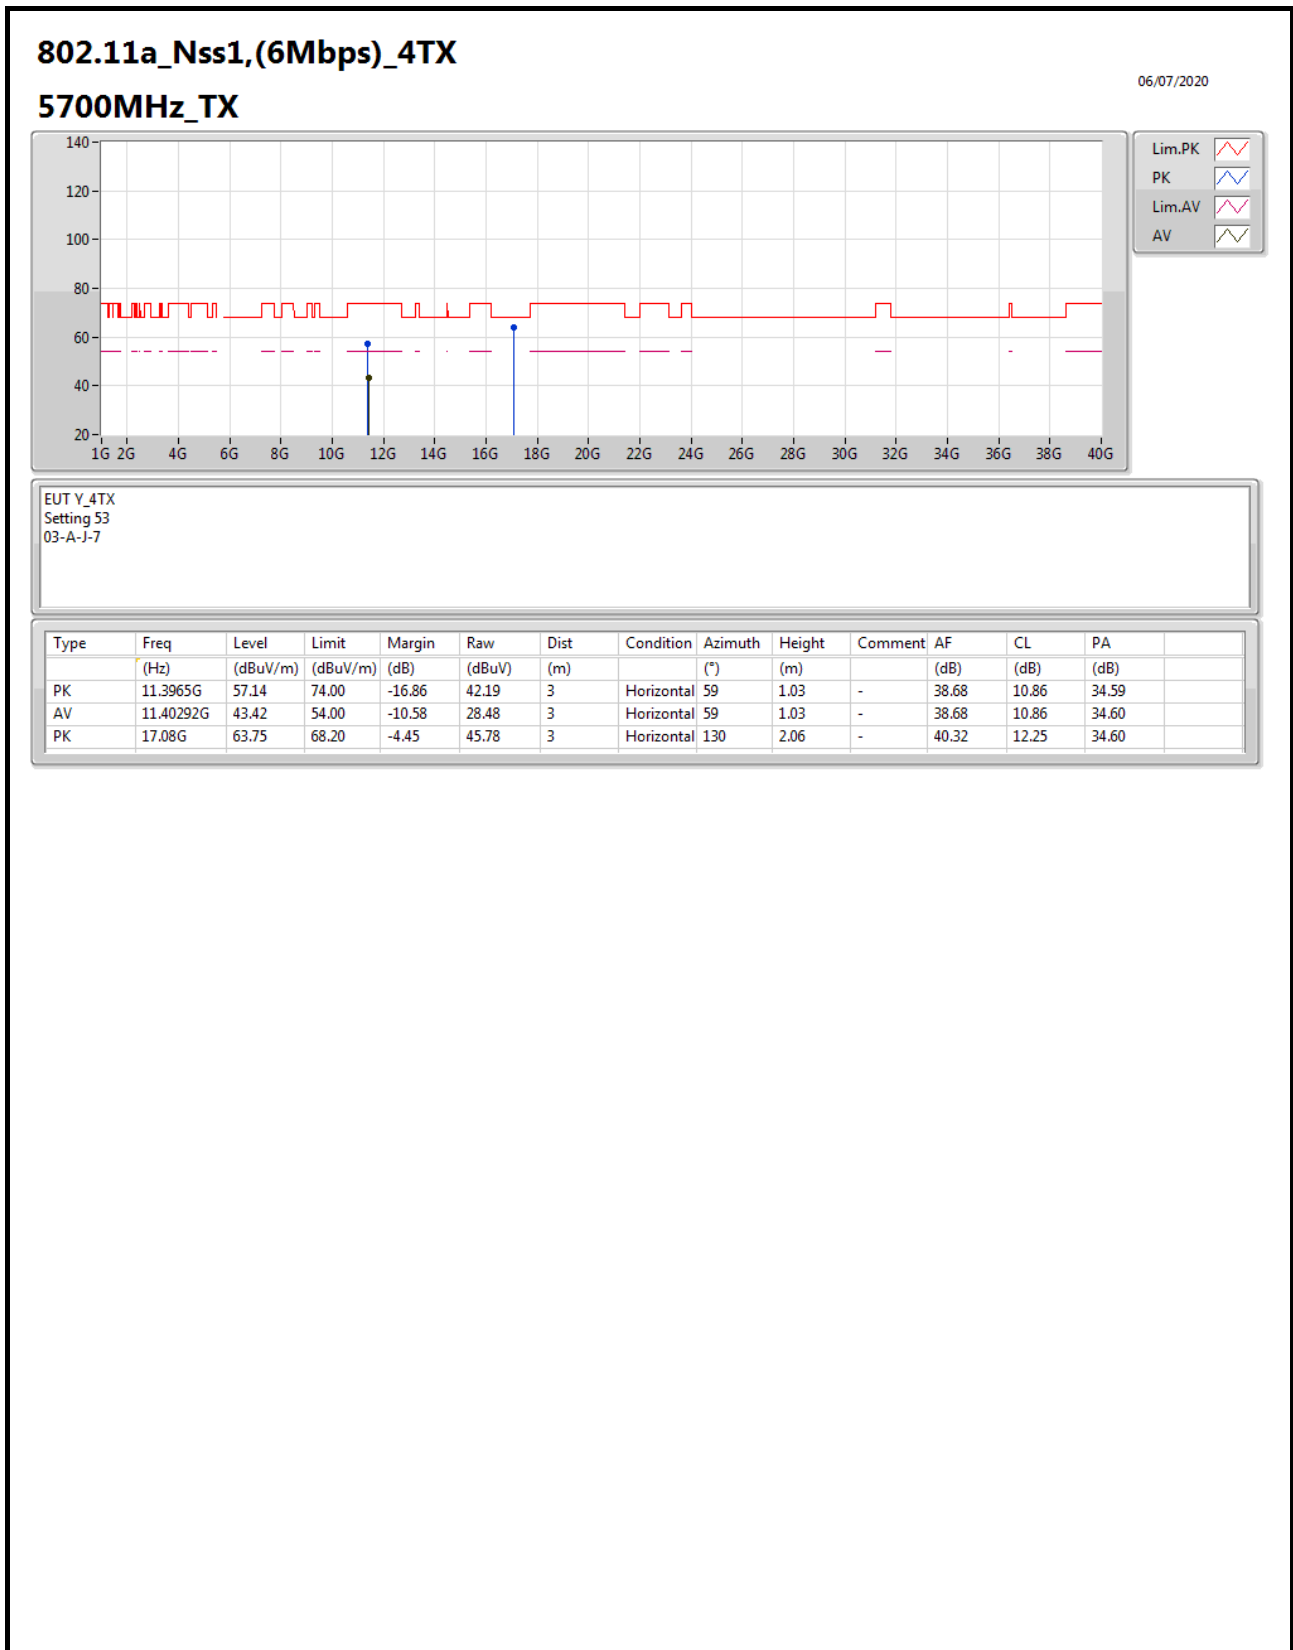 802.11a_Nss1,(6Mbps)_4TX
06/07/2020
5700MHz_TX
140
120
100
80
60
40
20
1G 2G 4G 6G 8G 10G 12G 14G 16G 18G 20G 22G 24G 26G 28G 30G 32G 34G 36G 38G 40G
Lim.PK
PK
Lim.AV
AV
EUT Y_4TX
Setting 53
03-A-J-7
Type Freq Level Limit Margin Raw Dist Condition Azimuth Height Comment AF CL PA
(Hz) (dBuV/m) (dBuV/m) (dB) (dBuV) (m) (°) (m) (dB) (dB) (dB)
PK 11.3965G 57.14 74.00 -16.86 42.19 3 Horizontal 59 1.03 - 38.68 10.86 34.59
AV 11.40292G 43.42 54.00 -10.58 28.48 3 Horizontal 59 1.03 - 38.68 10.86 34.60
PK 17.08G 63.75 68.20 -4.45 45.78 3 Horizontal 130 2.06 - 40.32 12.25 34.60